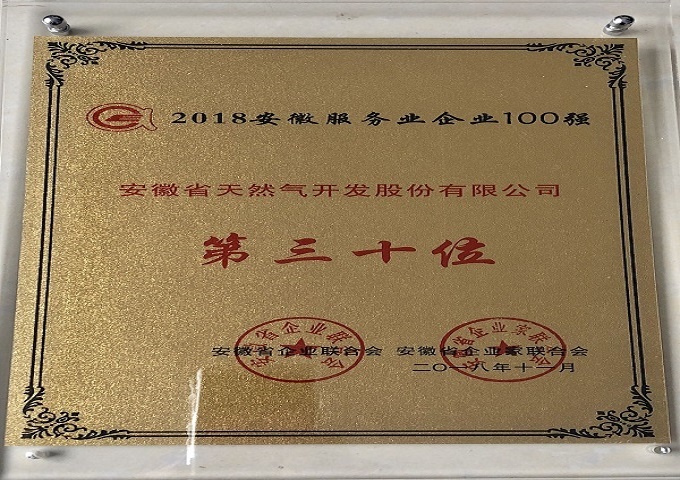 2018安徽服务业企业100强
安徽省天然气开发股份有限公司
第三十位
安徽省企业联合会 安徽省企业家联合会
二〇一八年十一月